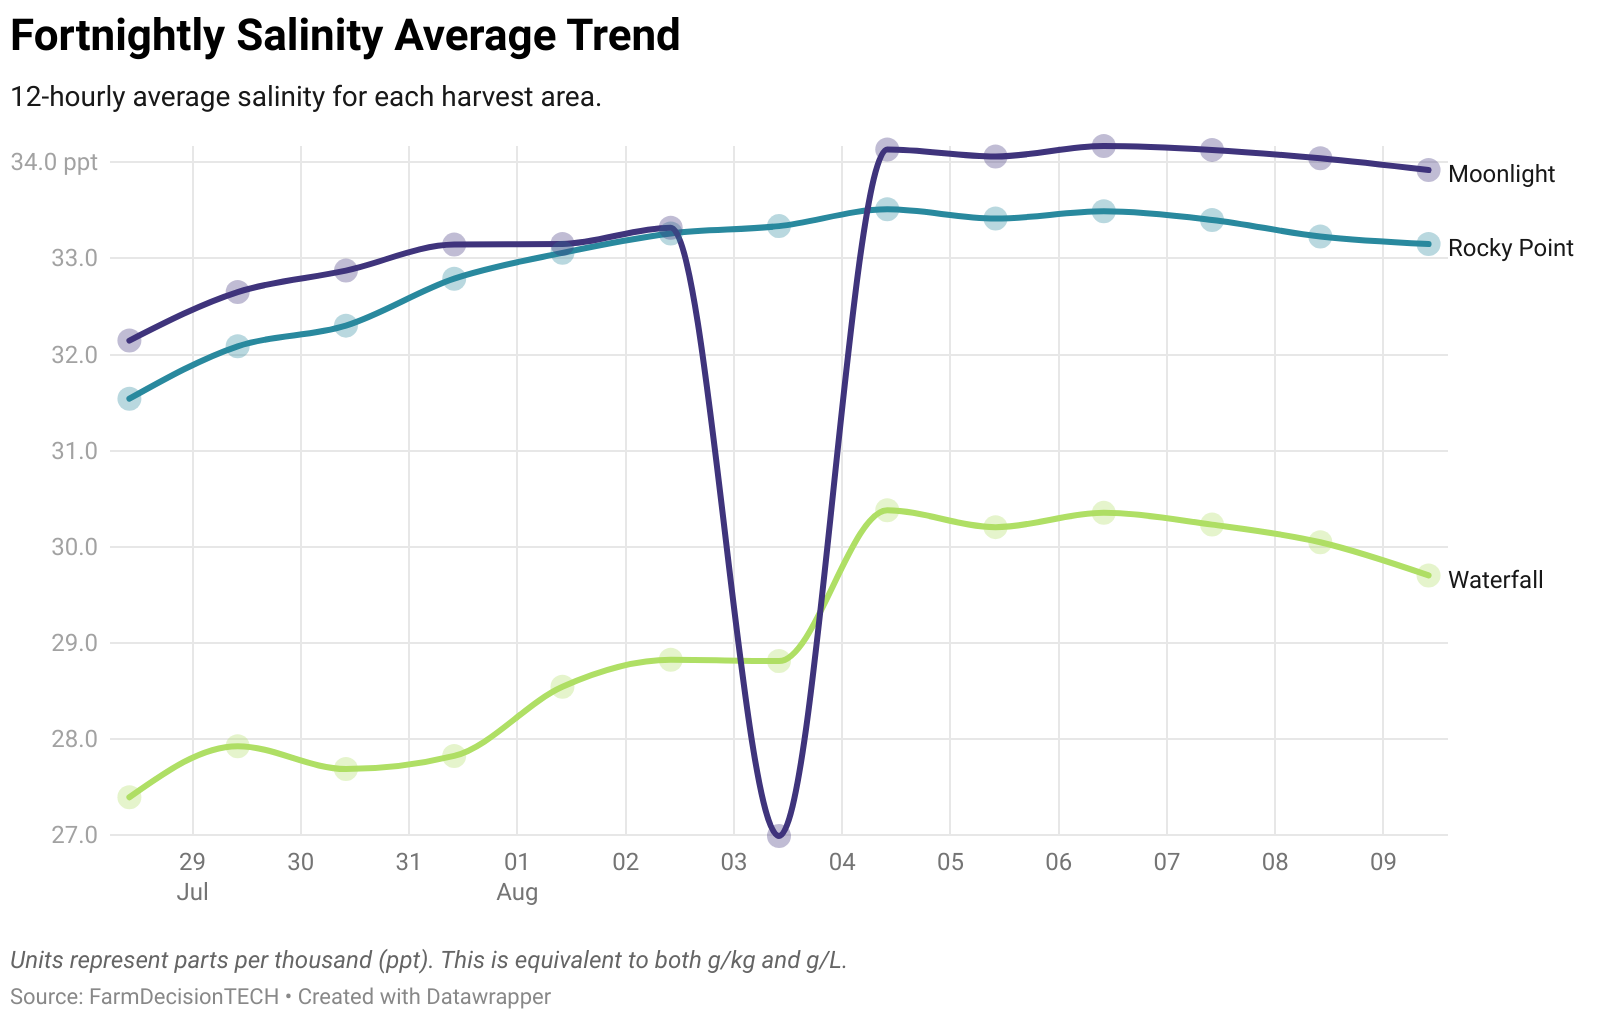 Fortnightly Salinity Average Trend
12-hourly average salinity for each harvest area.
34.0 ppt
33.0
32.0
31.0
30.0
29.0
28.0
27.0
Moonlight
Rocky Point
Waterfall
29 30 31 01 02 03 04 05 06 07 08 09
Jul Aug
Units represent parts per thousand (ppt). This is equivalent to both g/kg and g/L.
Source: FarmDecisionTECH • Created with Datawrapper